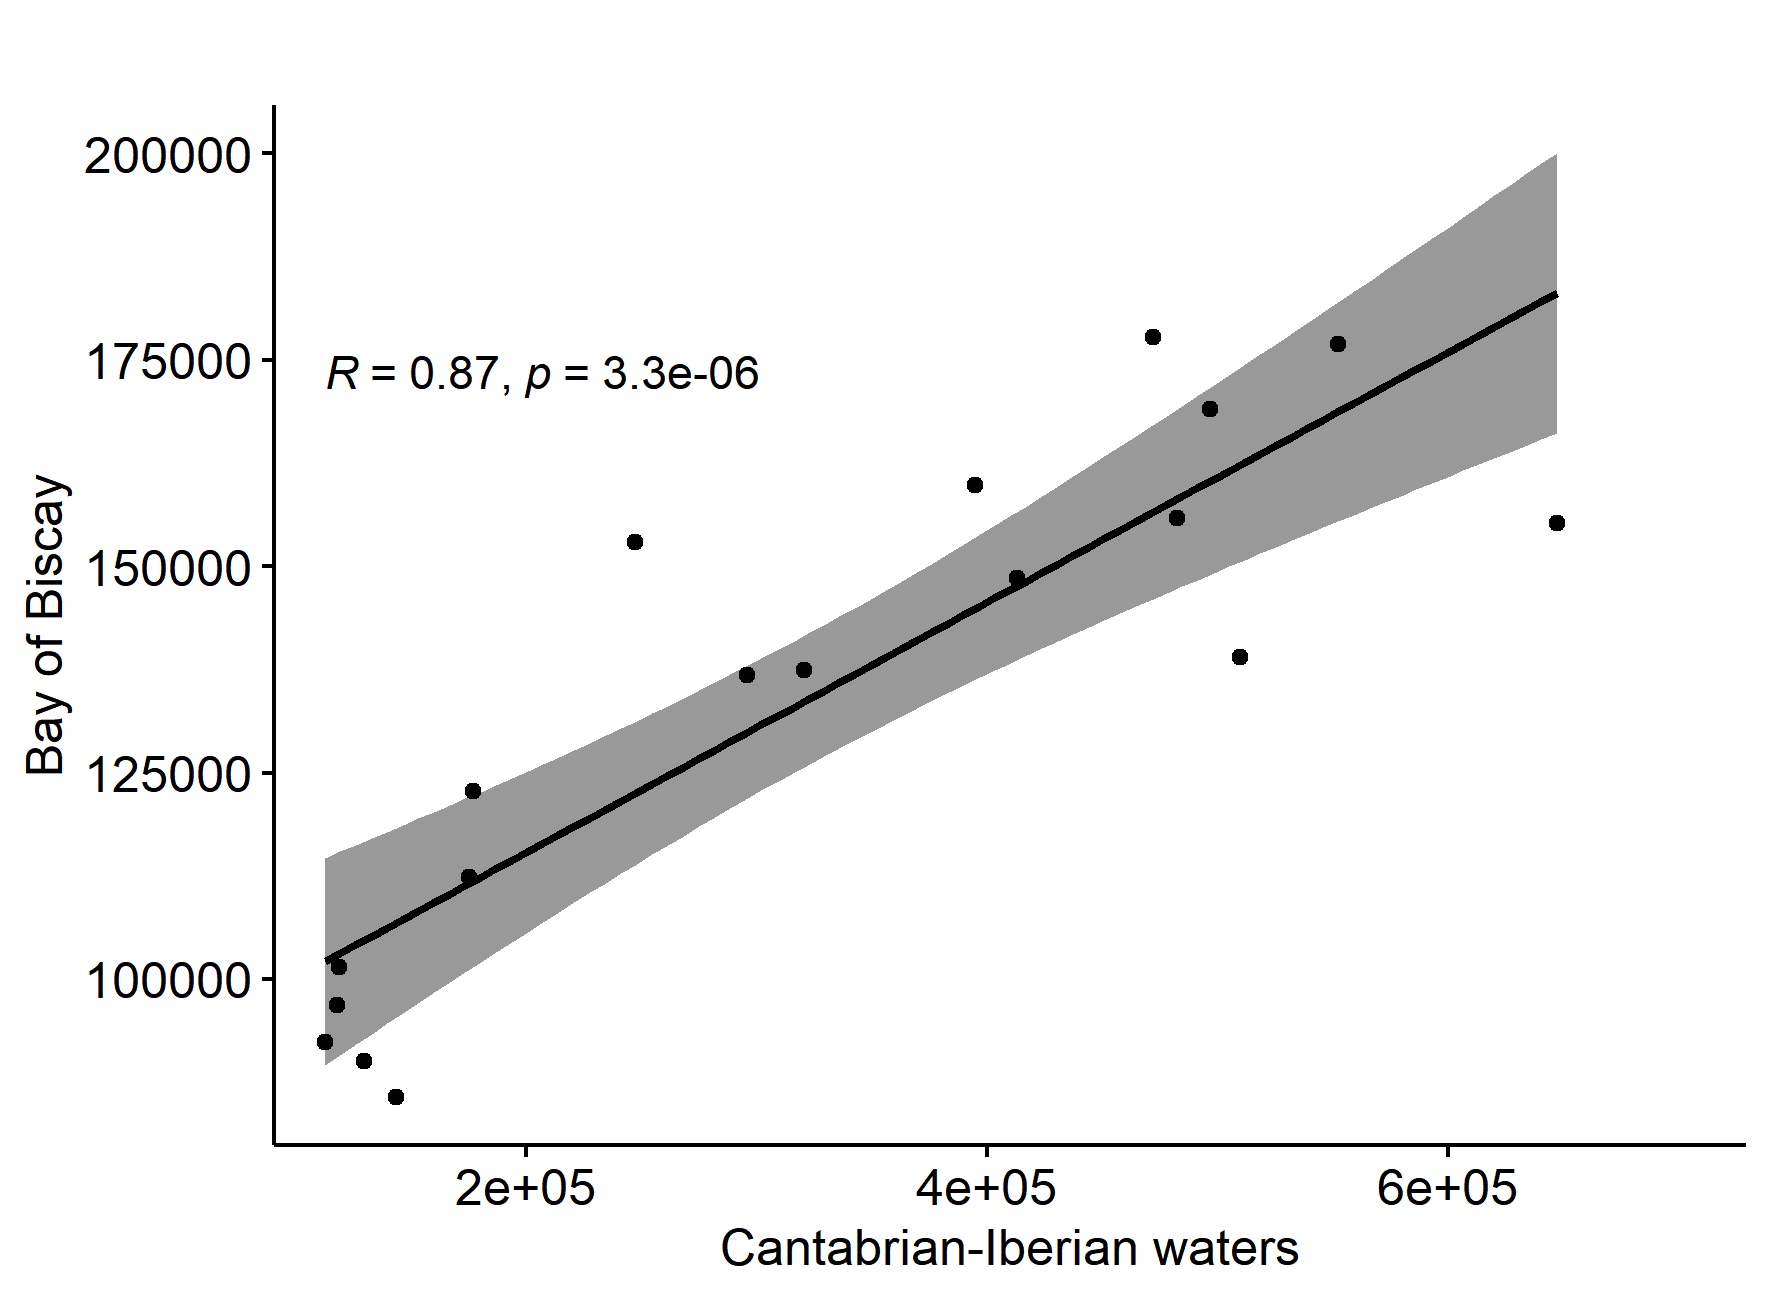 200000
175000
150000
125000
100000
R = 0.87, p = 3.3e-06
Bay of Biscay
2e+05 4e+05 6e+05
Cantabrian-Iberian waters